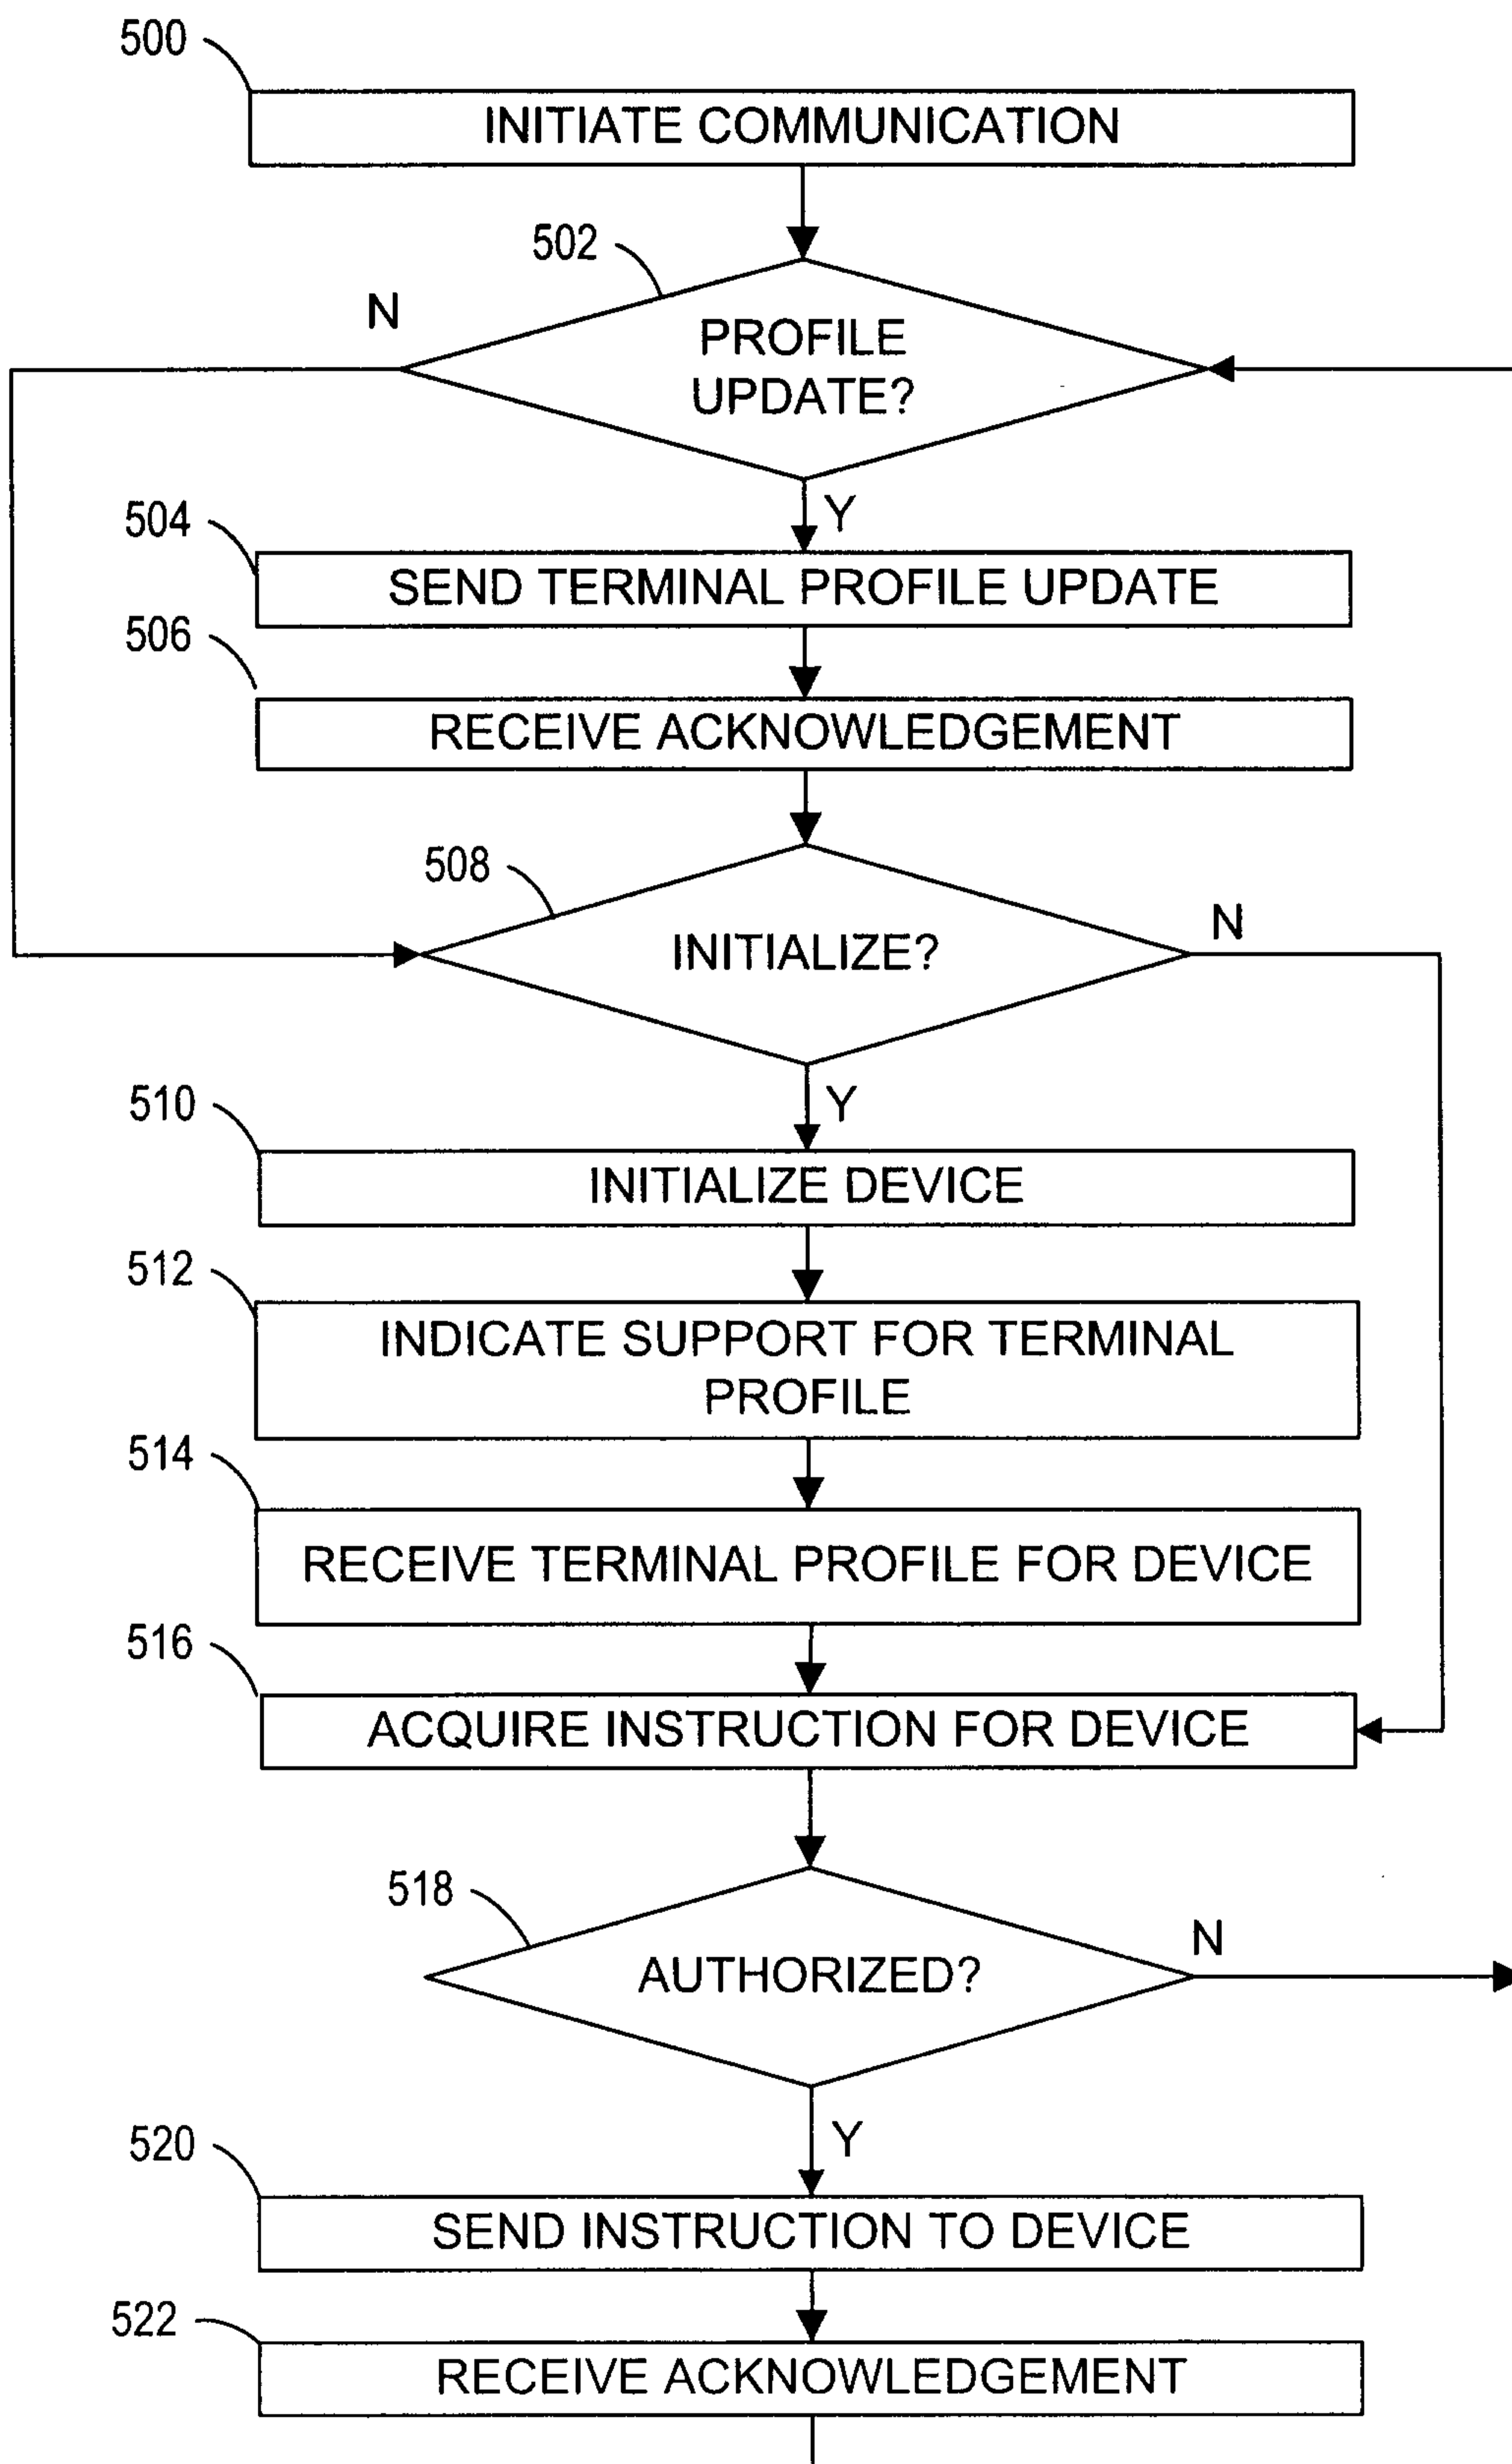 500
INITIATE COMMUNICATION
502
N
PROFILE
UPDATE?
Y
504
SEND TERMINAL PROFILE UPDATE
506
RECEIVE ACKNOWLEDGEMENT
508
N
INITIALIZE?
Y
510
INITIALIZE DEVICE
512
INDICATE SUPPORT FOR TERMINAL
PROFILE
514
RECEIVE TERMINAL PROFILE FOR DEVICE
516
ACQUIRE INSTRUCTION FOR DEVICE
518
N
AUTHORIZED?
Y
520
SEND INSTRUCTION TO DEVICE
522
RECEIVE ACKNOWLEDGEMENT